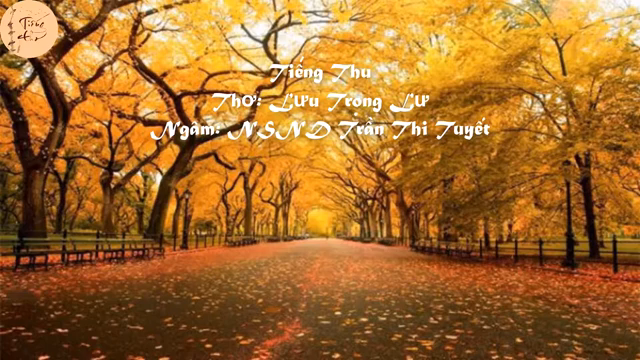 Tiếng Thu
Thơ: Lưu Trọng Lư
Ngâm: NSND Trần Thị Tuyết